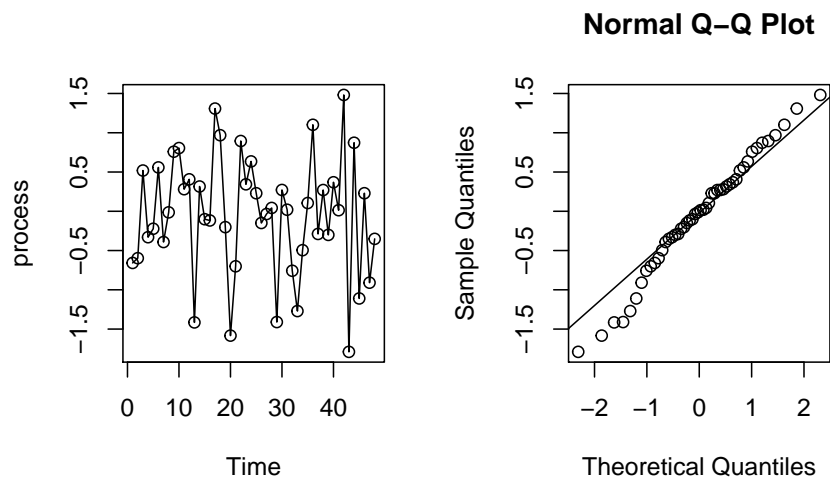 Normal Q−Q Plot
process
1.5
0.5
−0.5
−1.5
0 10 20 30 40
Time
Sample Quantiles
1.5
0.5
−0.5
−1.5
−2 −1 0 1 2
Theoretical Quantiles